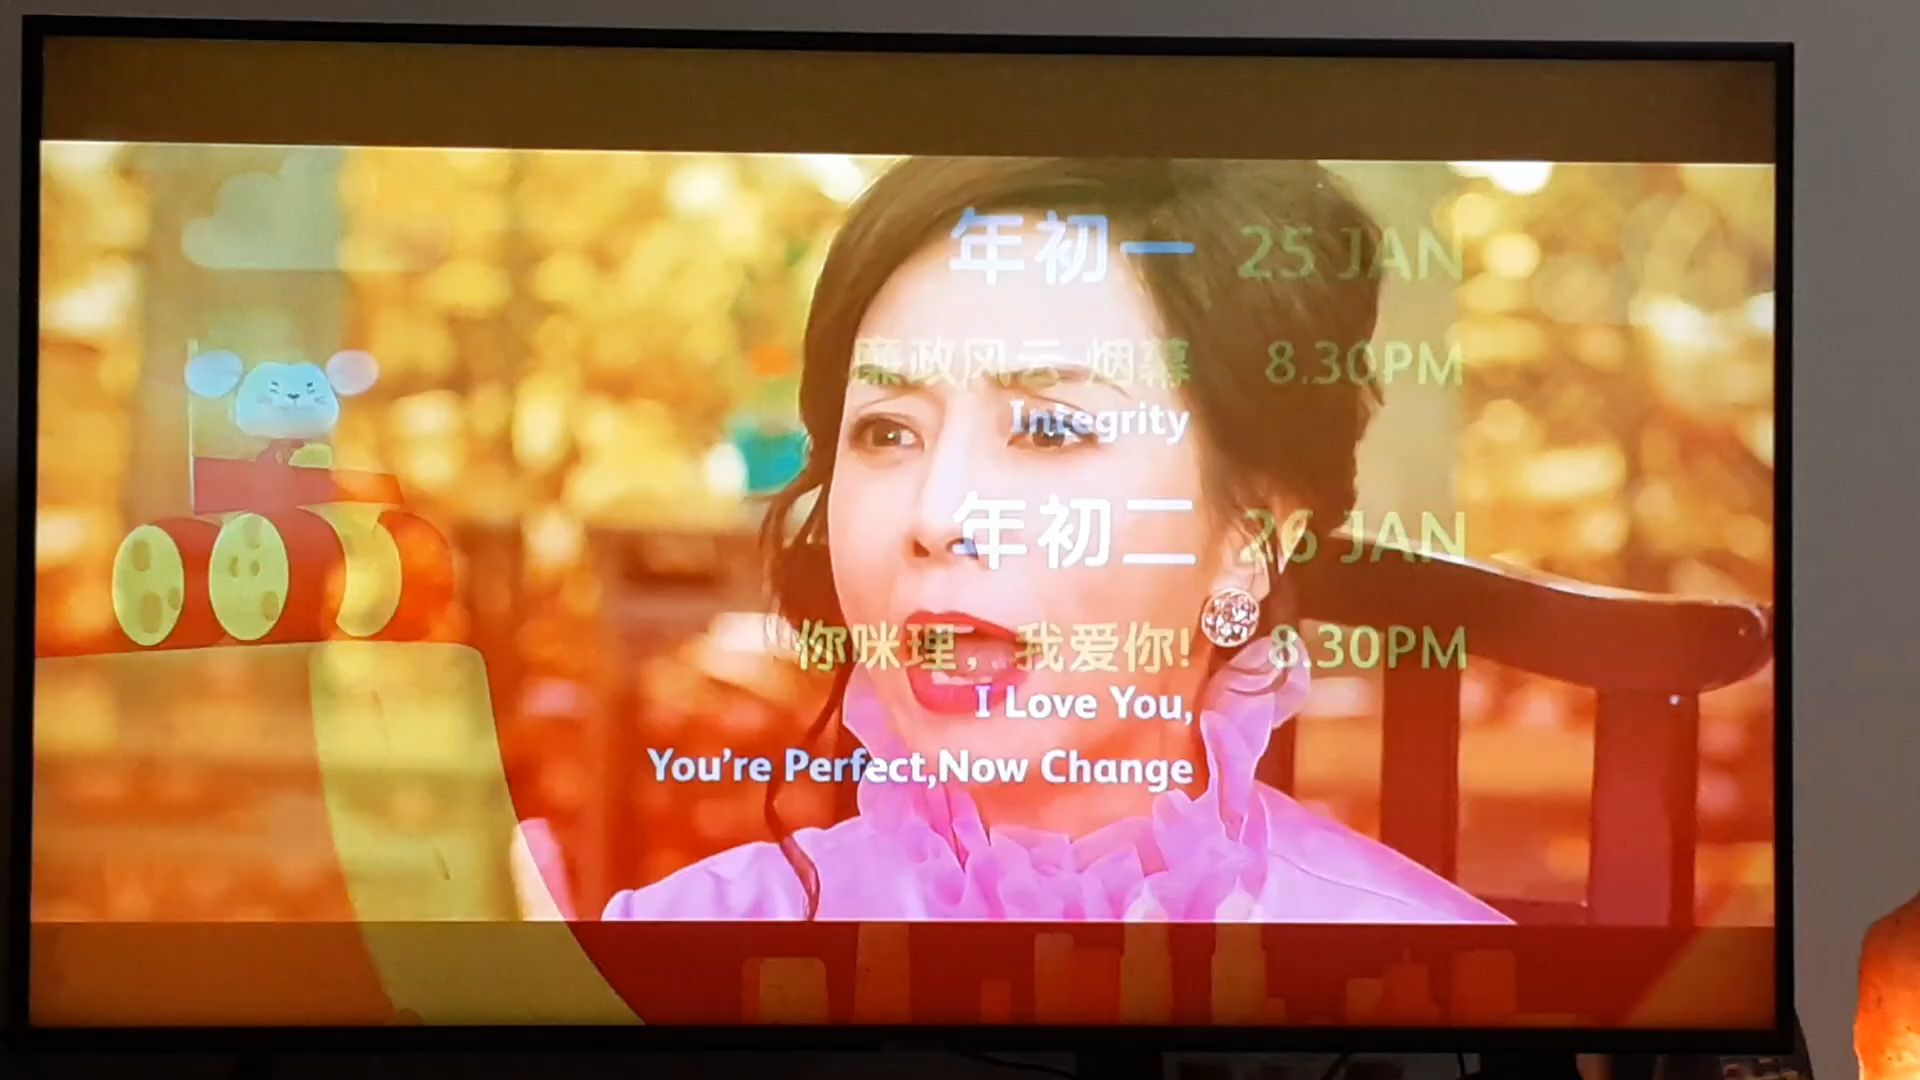 年初一 25 JAN
廉政风云 烟幕 8.30PM
Integrity
年初二 26 JAN
你咪理，我爱你! 8.30PM
I Love You,
You're Perfect,Now Change